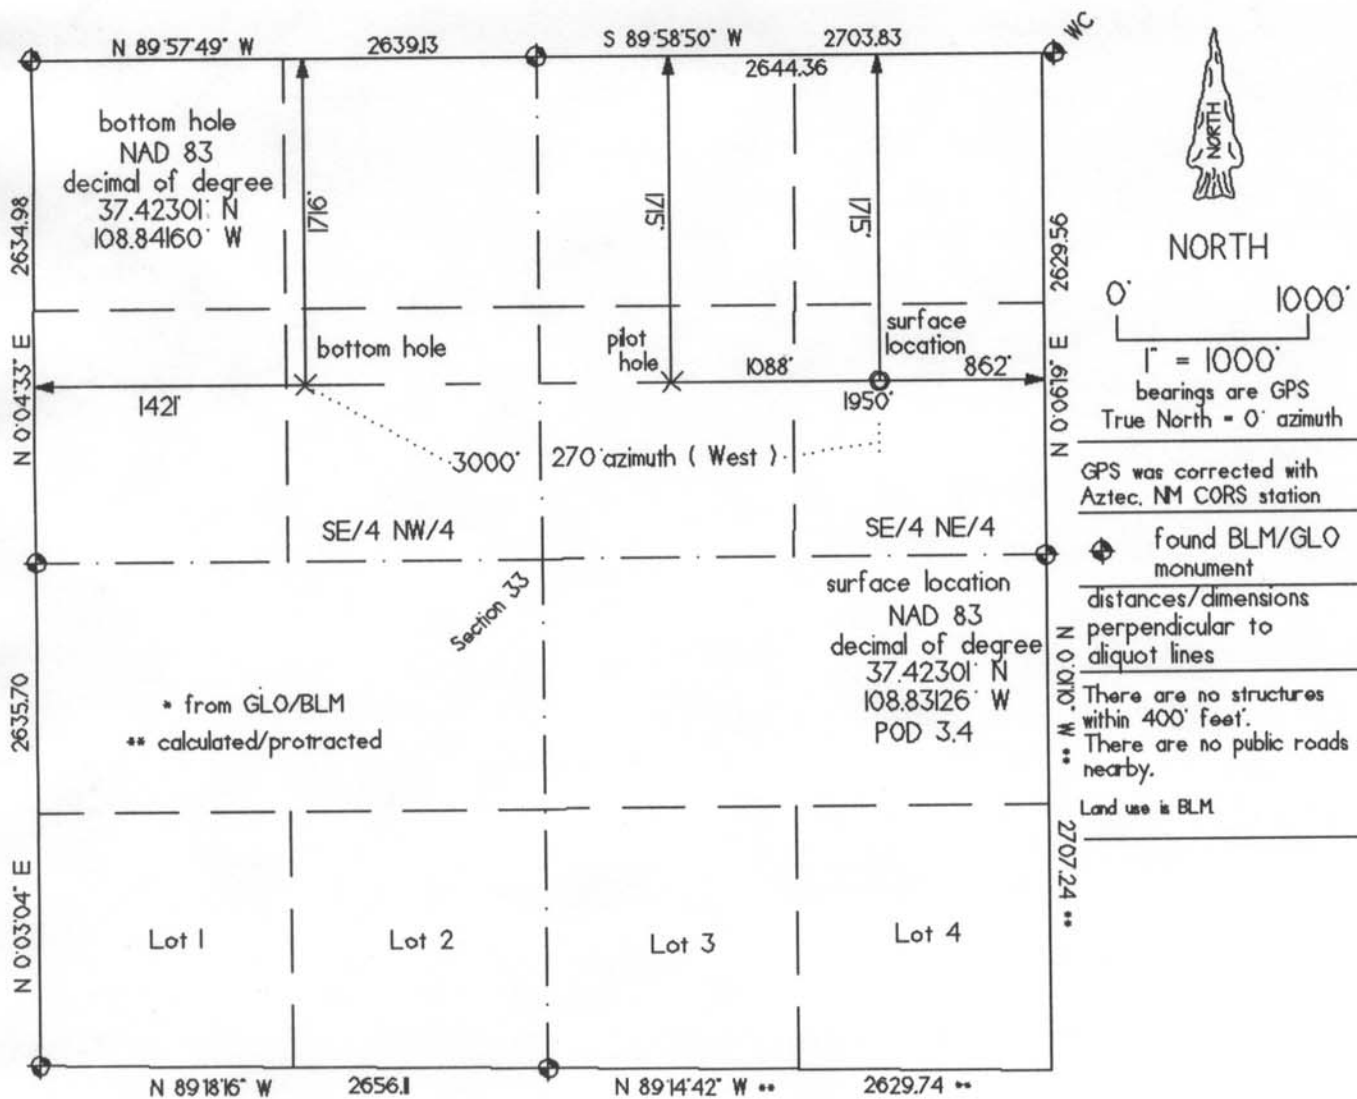 N 89°57'49" W 2639.13 S 89°58'50" W 2703.83 WC
2644.36
bottom hole
NAD 83
decimal of degree
37.42301° N
108.84160° W
1716'
1715'
1715'
2634.98
N 0°04'33" E
2629.56
N 0°06'19" E
NORTH
NORTH
0' 1000'
1" = 1000'
bearings are GPS
True North = 0° azimuth
bottom hole
pilot
hole
surface
location
1421'
1088'
862'
1950'
3000' 270°azimuth ( West )
GPS was corrected with
Aztec, NM CORS station
SE/4 NW/4
SE/4 NE/4
found BLM/GLO
monument
Section 33
surface location
NAD 83
decimal of degree
37.42301° N
108.83126° W
POD 3.4
distances/dimensions
perpendicular to
aliquot lines
* from GLO/BLM
** calculated/protracted
There are no structures
within 400' feet'.
There are no public roads
nearby.
Land use is BLM
2635.70
N 0°03'04" E
N 0°01'10" W **
2707.24 **
Lot 1
Lot 2
Lot 3
Lot 4
N 89°18'16" W 2656.11 N 89°14'42" W ** 2629.74 **